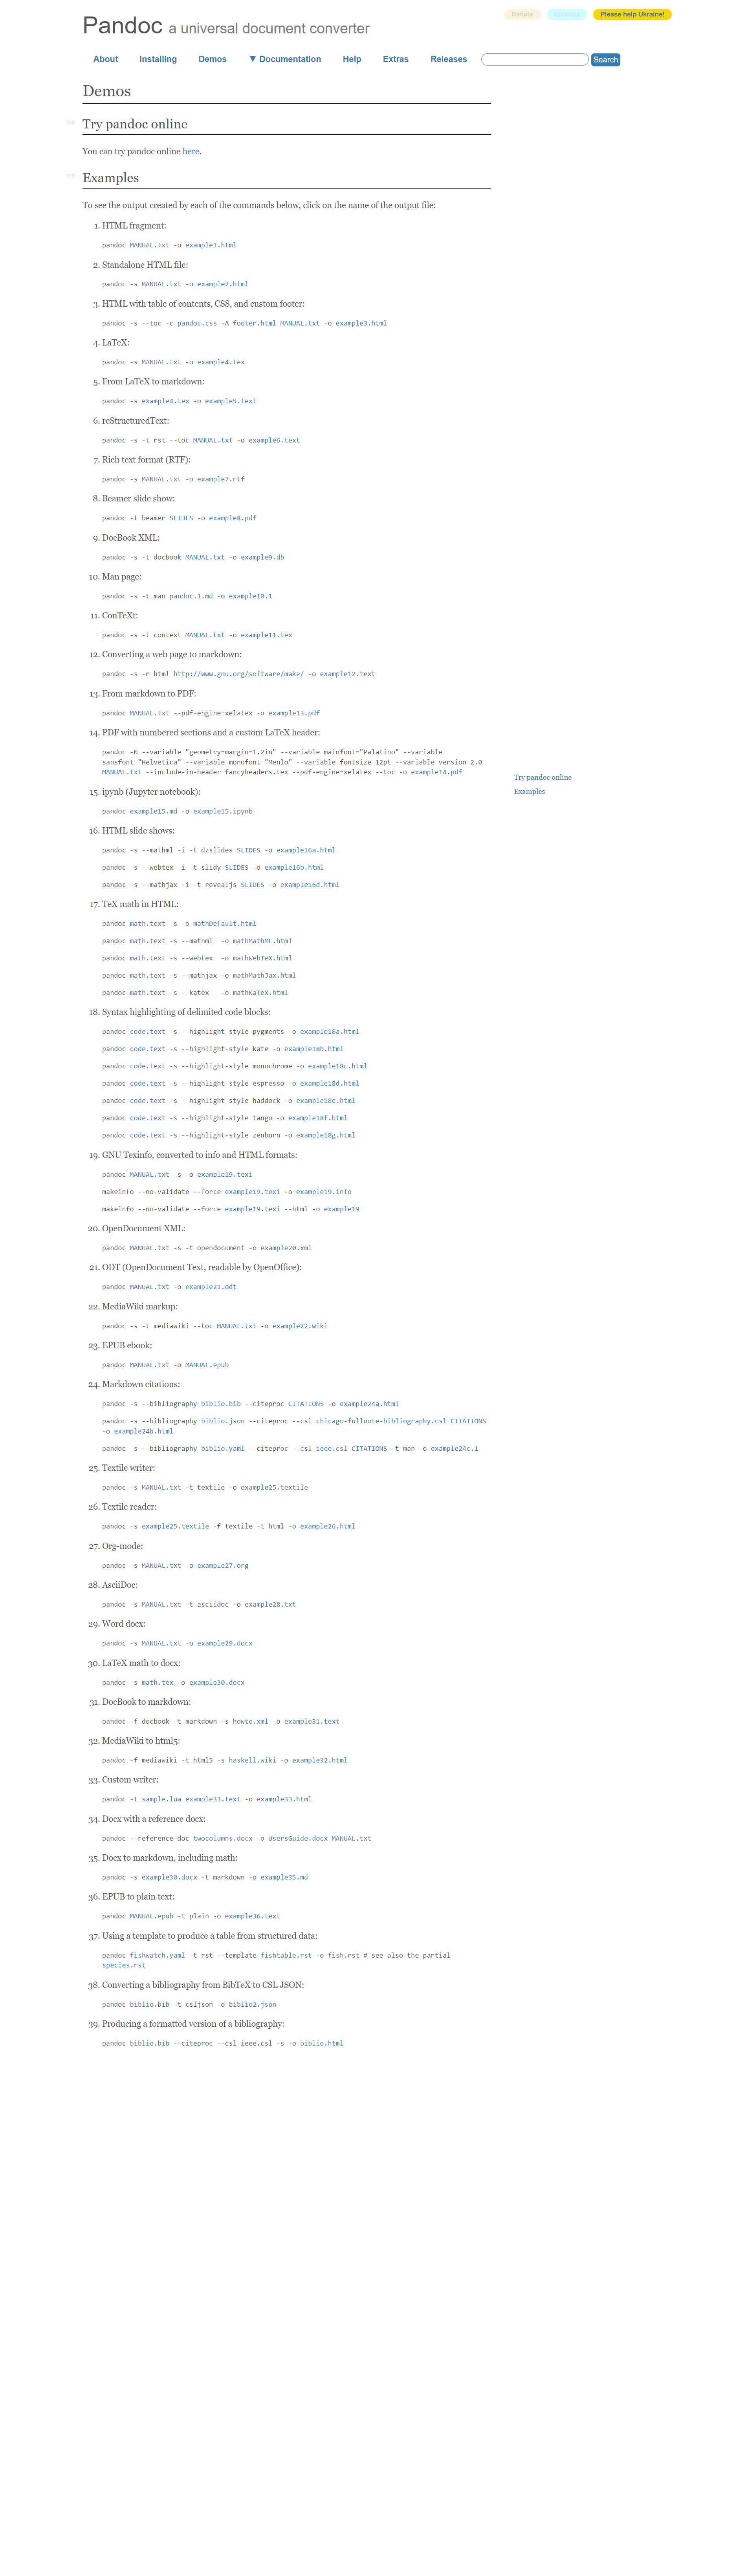 Donate Please help Ukraine!
Pandoc a universal document converter
About Installing Demos ▼ Documentation Help Extras Releases Search
Demos
Try pandoc online
You can try pandoc online here.
Examples
To see the output created by each of the commands below, click on the name of the output file:
1. HTML fragment:
pandoc MANUAL.txt -o example1.html
2. Standalone HTML file:
pandoc -s MANUAL.txt -o example2.html
3. HTML with table of contents, CSS, and custom footer:
pandoc -s --toc -c pandoc.css -A footer.html MANUAL.txt -o example3.html
4. LaTeX:
pandoc -s MANUAL.txt -o example4.tex
5. From LaTeX to markdown:
pandoc -s example4.tex -o example5.text
6. reStructuredText:
pandoc -s -t rst --toc MANUAL.txt -o example6.text
7. Rich text format (RTF):
pandoc -s MANUAL.txt -o example7.rtf
8. Beamer slide show:
pandoc -t beamer SLIDES -o example8.pdf
9. DocBook XML:
pandoc -s -t docbook MANUAL.txt -o example9.db
10. Man page:
pandoc -s -t man pandoc.1.md -o example10.1
11. ConTeXt:
pandoc -s -t context MANUAL.txt -o example11.tex
12. Converting a web page to markdown:
pandoc -s -r html http://www.gnu.org/software/make/ -o example12.text
13. From markdown to PDF:
pandoc MANUAL.txt --pdf-engine=xelatex -o example13.pdf
14. PDF with numbered sections and a custom LaTeX header:
pandoc -N --variable "geometry=margin=1.2in" --variable mainfont="Palatino" --variable
sansfont="Helvetica" --variable monofont="Menlo" --variable fontsize=12pt --variable version=2.0
MANUAL.txt --include-in-header fancyheaders.tex --pdf-engine=xelatex --toc -o example14.pdf
Try pandoc online
Examples
15. ipynb (Jupyter notebook):
pandoc example15.md -o example15.ipynb
16. HTML slide shows:
pandoc -s --mathml -i -t dzslides SLIDES -o example16a.html
pandoc -s --webtex -i -t slidy SLIDES -o example16b.html
pandoc -s --mathjax -i -t revealjs SLIDES -o example16d.html
17. TeX math in HTML:
pandoc math.text -s -o mathDefault.html
pandoc math.text -s --mathml  -o mathMathML.html
pandoc math.text -s --webtex  -o mathWebTeX.html
pandoc math.text -s --mathjax -o mathMathJax.html
pandoc math.text -s --katex   -o mathKaTeX.html
18. Syntax highlighting of delimited code blocks:
pandoc code.text -s --highlight-style pygments -o example18a.html
pandoc code.text -s --highlight-style kate -o example18b.html
pandoc code.text -s --highlight-style monochrome -o example18c.html
pandoc code.text -s --highlight-style espresso -o example18d.html
pandoc code.text -s --highlight-style haddock -o example18e.html
pandoc code.text -s --highlight-style tango -o example18f.html
pandoc code.text -s --highlight-style zenburn -o example18g.html
19. GNU Texinfo, converted to info and HTML formats:
pandoc MANUAL.txt -s -o example19.texi
makeinfo --no-validate --force example19.texi -o example19.info
makeinfo --no-validate --force example19.texi --html -o example19
20. OpenDocument XML:
pandoc MANUAL.txt -s -t opendocument -o example20.xml
21. ODT (OpenDocument Text, readable by OpenOffice):
pandoc MANUAL.txt -o example21.odt
22. MediaWiki markup:
pandoc -s -t mediawiki --toc MANUAL.txt -o example22.wiki
23. EPUB ebook:
pandoc MANUAL.txt -o MANUAL.epub
24. Markdown citations:
pandoc -s --bibliography biblio.bib --citeproc CITATIONS -o example24a.html
pandoc -s --bibliography biblio.json --citeproc --csl chicago-fullnote-bibliography.csl CITATIONS
-o example24b.html
pandoc -s --bibliography biblio.yaml --citeproc --csl ieee.csl CITATIONS -t man -o example24c.1
25. Textile writer:
pandoc -s MANUAL.txt -t textile -o example25.textile
26. Textile reader:
pandoc -s example25.textile -f textile -t html -o example26.html
27. Org-mode:
pandoc -s MANUAL.txt -o example27.org
28. AsciiDoc:
pandoc -s MANUAL.txt -t asciidoc -o example28.txt
29. Word docx:
pandoc -s MANUAL.txt -o example29.docx
30. LaTeX math to docx:
pandoc -s math.tex -o example30.docx
31. DocBook to markdown:
pandoc -f docbook -t markdown -s howto.xml -o example31.text
32. MediaWiki to html5:
pandoc -f mediawiki -t html5 -s haskell.wiki -o example32.html
33. Custom writer:
pandoc -t sample.lua example33.text -o example33.html
34. Docx with a reference docx:
pandoc --reference-doc twocolumns.docx -o UsersGuide.docx MANUAL.txt
35. Docx to markdown, including math:
pandoc -s example30.docx -t markdown -o example35.md
36. EPUB to plain text:
pandoc MANUAL.epub -t plain -o example36.text
37. Using a template to produce a table from structured data:
pandoc fishwatch.yaml -t rst --template fishtable.rst -o fish.rst # see also the partial
species.rst
38. Converting a bibliography from BibTeX to CSL JSON:
pandoc biblio.bib -t csljson -o biblio2.json
39. Producing a formatted version of a bibliography:
pandoc biblio.bib --citeproc --csl ieee.csl -s -o biblio.html